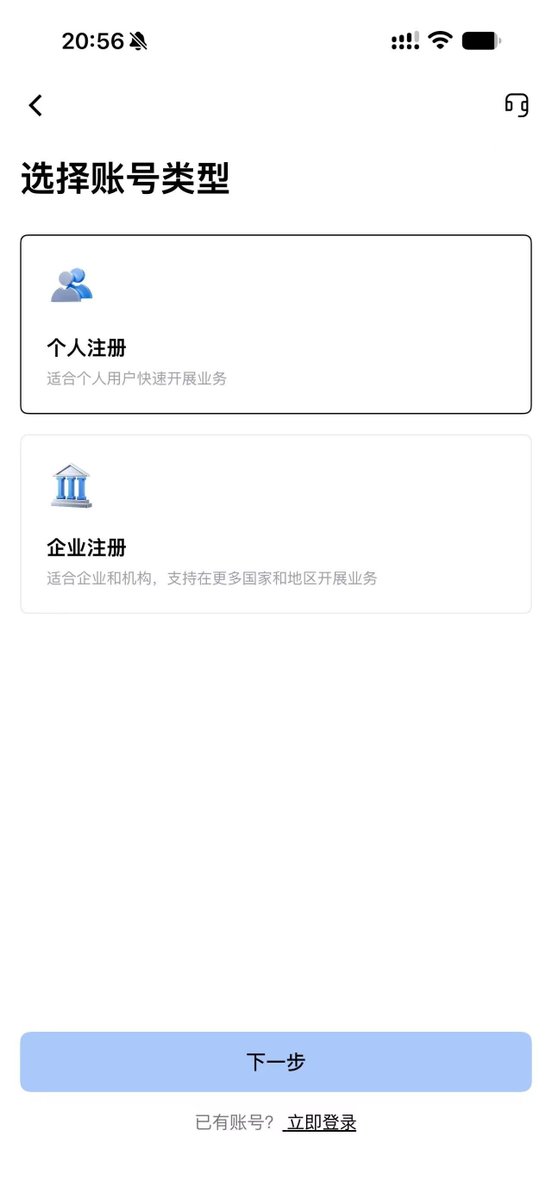 20:56
选择账号类型
个人注册
适合个人用户快速开展业务
企业注册
适合企业和机构，支持在更多国家和地区开展业务
下一步
已有账号？ 立即登录